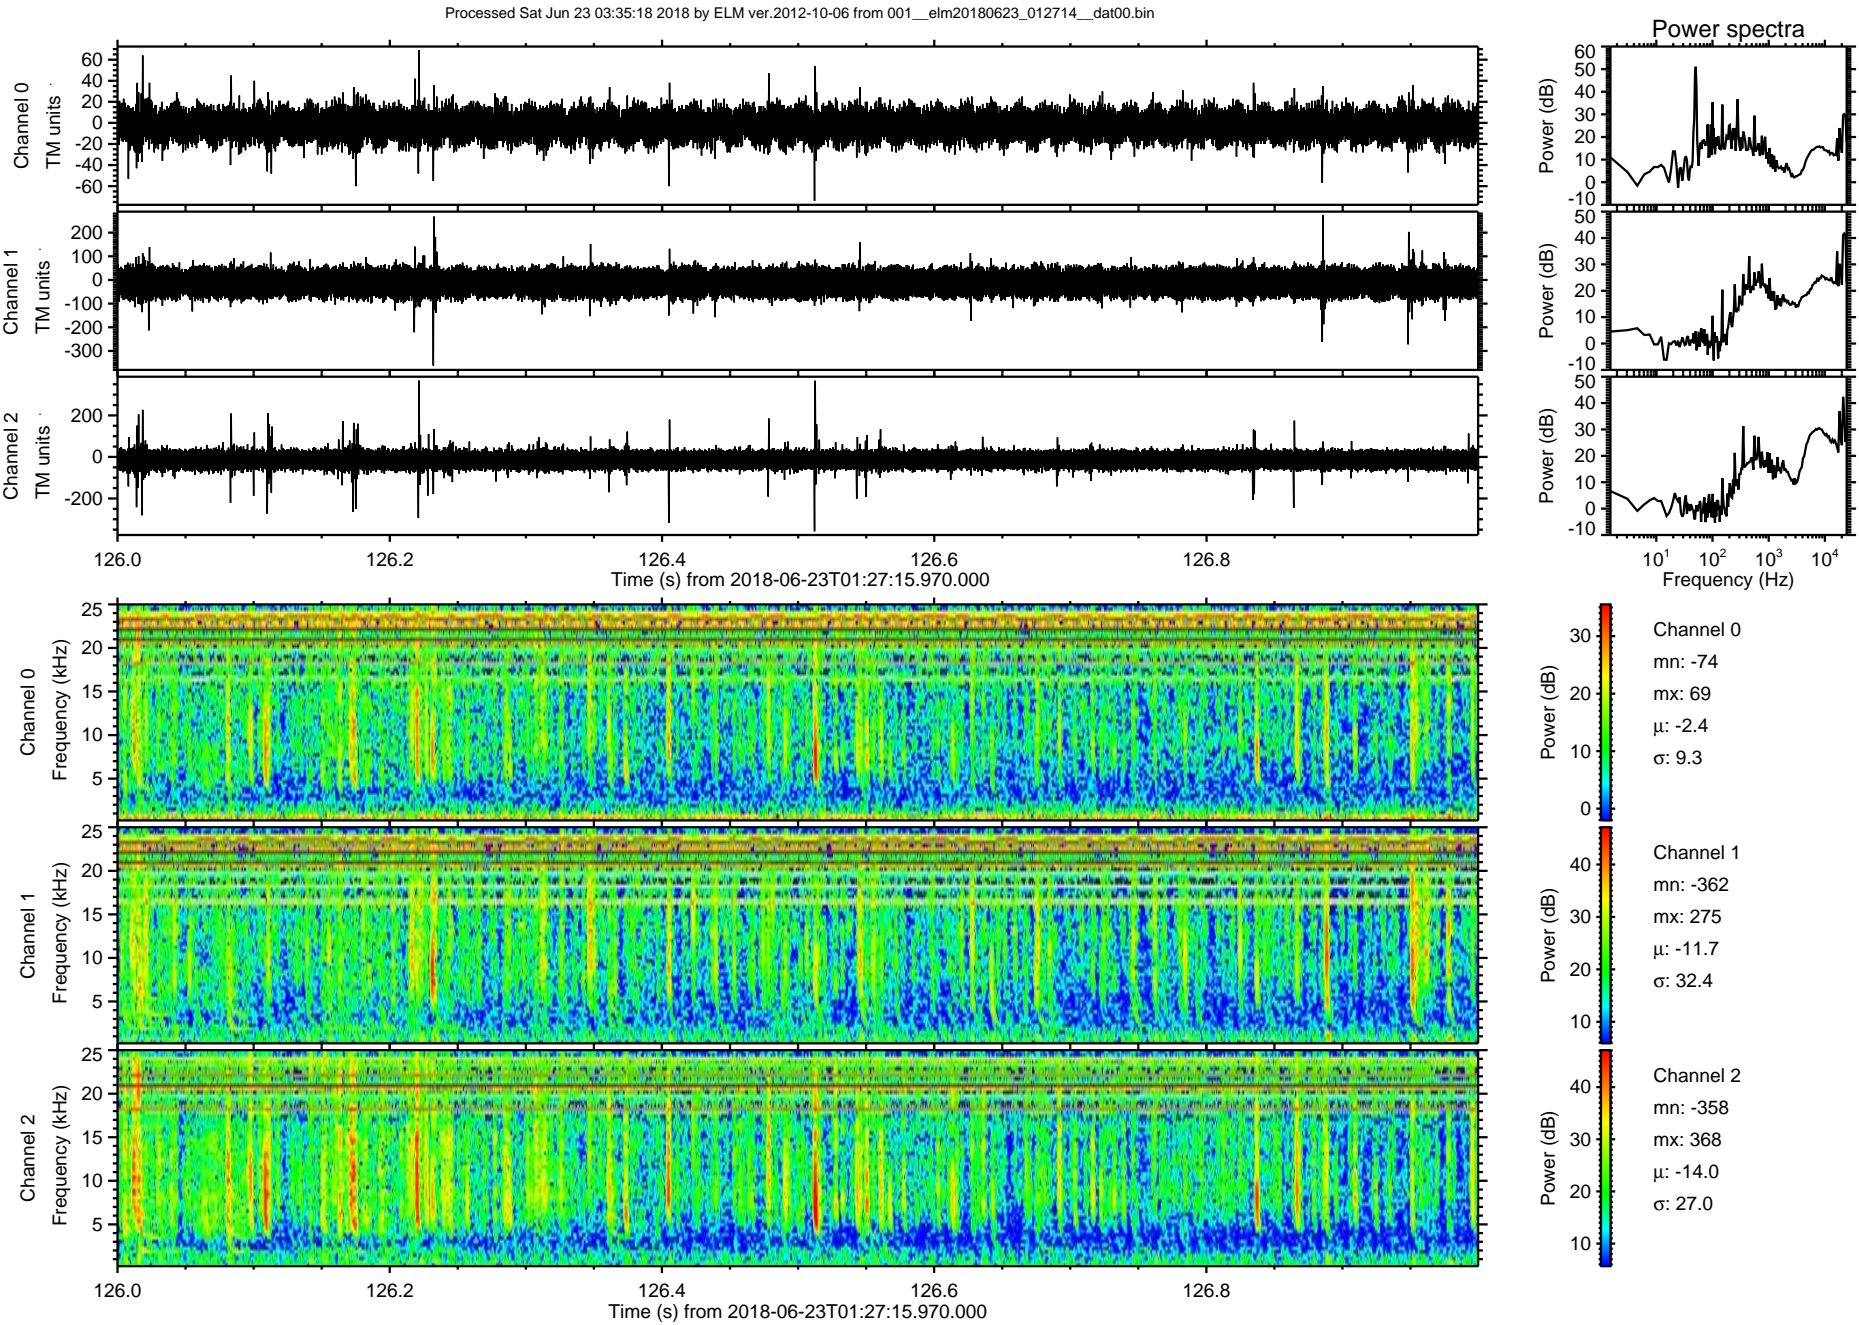 Processed Sat Jun 23 03:35:18 2018 by ELM ver.2012-10-06 from 001__elm20180623_012714__dat00.bin
Power spectra
Channel 0
TM units
60
40
20
0
-20
-40
-60
Power (dB)
60
50
40
30
20
10
0
-10
Channel 1
TM units
200
100
0
-100
-200
-300
Power (dB)
50
40
30
20
10
0
-10
Channel 2
TM units
200
0
-200
Power (dB)
50
40
30
20
10
0
-10
126.0 126.2 126.4 126.6 126.8
Time (s) from 2018-06-23T01:27:15.970.000
10¹ 10² 10³ 10⁴
Frequency (Hz)
Channel 0
Frequency (kHz)
25
20
15
10
5
Power (dB)
30
20
10
0
Channel 0
mn: -74
mx: 69
μ: -2.4
σ: 9.3
Channel 1
Frequency (kHz)
25
20
15
10
5
Power (dB)
40
30
20
10
Channel 1
mn: -362
mx: 275
μ: -11.7
σ: 32.4
Channel 2
Frequency (kHz)
25
20
15
10
5
Power (dB)
40
30
20
10
Channel 2
mn: -358
mx: 368
μ: -14.0
σ: 27.0
126.0 126.2 126.4 126.6 126.8
Time (s) from 2018-06-23T01:27:15.970.000